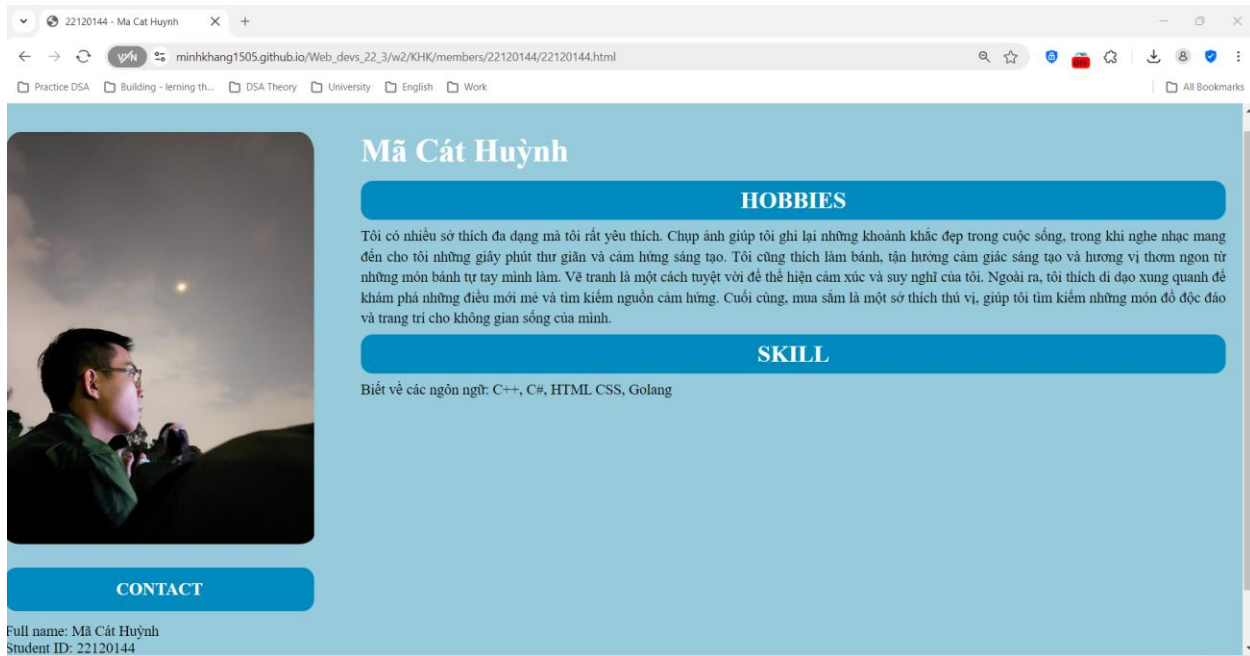 22120144 - Ma Cat Huynh
minhkhang1505.github.io/Web_devs_22_3/w2/KHK/members/22120144/22120144.html
OFF
Practice DSA
Building - lerning th...
DSA Theory
University
English
Work
All Bookmarks
Mã Cát Huỳnh
HOBBIES
Tôi có nhiều sở thích đa dạng mà tôi rất yêu thích. Chụp ảnh giúp tôi ghi lại những khoảnh khắc đẹp trong cuộc sống, trong khi nghe nhạc mang
đến cho tôi những giây phút thư giãn và cảm hứng sáng tạo. Tôi cũng thích làm bánh, tận hưởng cảm giác sáng tạo và hương vị thơm ngon từ
những món bánh tự tay mình làm. Vẽ tranh là một cách tuyệt vời để thể hiện cảm xúc và suy nghĩ của tôi. Ngoài ra, tôi thích di dạo xung quanh để
khám phá những điều mới mẻ và tìm kiếm nguồn cảm hứng. Cuối cùng, mua sắm là một sở thích thú vị, giúp tôi tìm kiếm những món đồ độc đáo
và trang trí cho không gian sống của mình.
SKILL
Biết về các ngôn ngữ: C++, C#, HTML CSS, Golang
CONTACT
Full name: Mã Cát Huỳnh
Student ID: 22120144